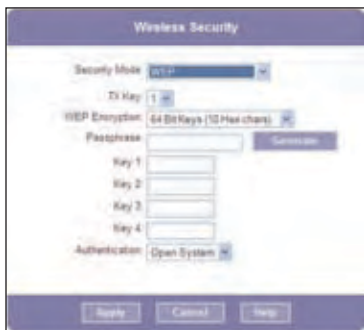 Wireless Security
Security Mode WEP
TX Key 1
WEP Encryption 64 Bit Keys (10 Hex chars)
Passphrase Generate
Key 1
Key 2
Key 3
Key 4
Authentication Open System
Apply Cancel Help